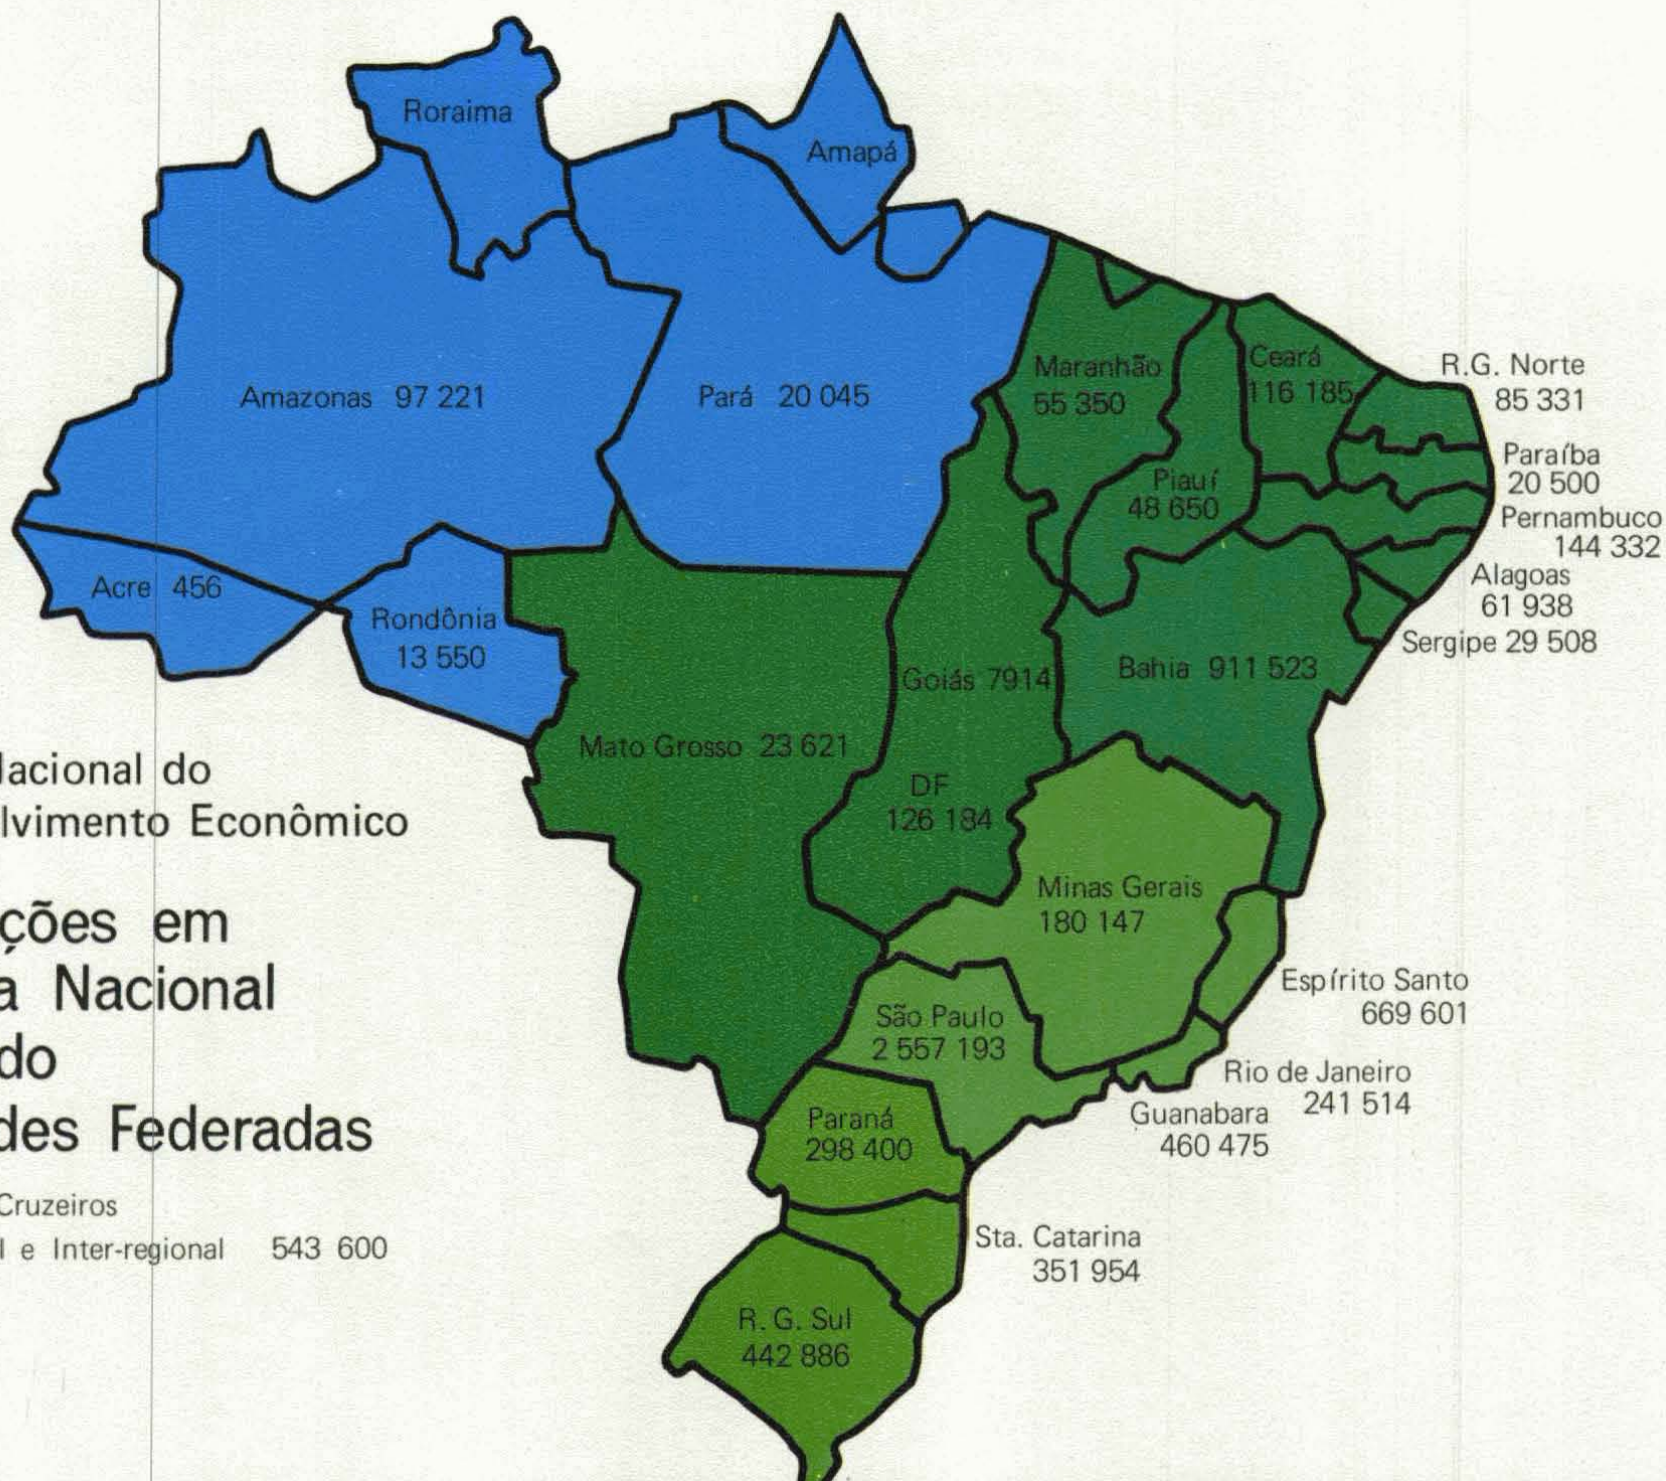 Roraima
Amapá
Amazonas 97 221
Pará 20 045
Maranhão
55 350
Ceará
116 185
R.G. Norte
85 331
Piauí
48 650
Paraíba
20 500
Pernambuco
144 332
Alagoas
61 938
Sergipe 29 508
Acre 456
Rondônia
13 550
Goiás 7914
Bahia 911 523
Mato Grosso 23 621
DF
126 184
Minas Gerais
180 147
Espírito Santo
669 601
São Paulo
2 557 193
Rio de Janeiro
241 514
Guanabara
460 475
Paraná
298 400
Sta. Catarina
351 954
R. G. Sul
442 886
lacional do
lvimento Econômico
ções em
a Nacional
do
des Federadas
Cruzeiros
l e Inter-regional 543 600